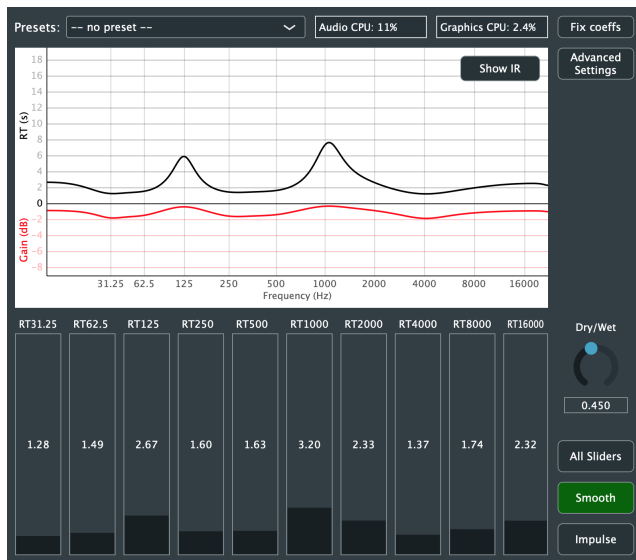 Presets: -- no preset -- Audio CPU: 11% Graphics CPU: 2.4% Fix coeffs
Advanced
Settings
Show IR
18
16
14
12
10
8
6
4
2
0
-2
-4
-6
-8
RT (s)
Gain (dB)
31.25 62.5 125 250 500 1000 2000 4000 8000 16000
Frequency (Hz)
RT31.25 RT62.5 RT125 RT250 RT500 RT1000 RT2000 RT4000 RT8000 RT16000
1.28 1.49 2.67 1.60 1.63 3.20 2.33 1.37 1.74 2.32
Dry/Wet
0.450
All Sliders
Smooth
Impulse